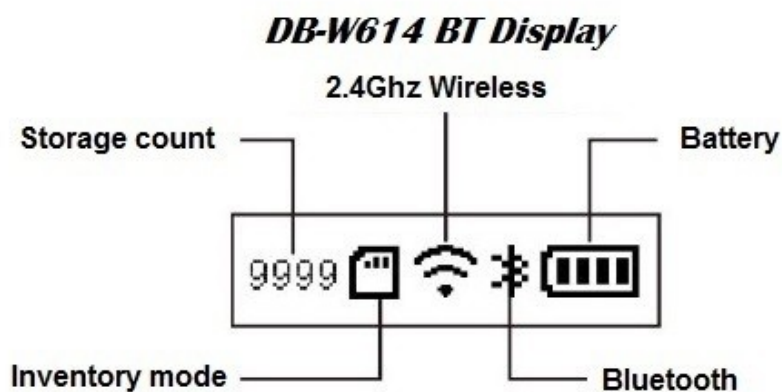 DB-W614 BT Display
2.4Ghz Wireless
Storage count
Battery
9999
Inventory mode
Bluetooth